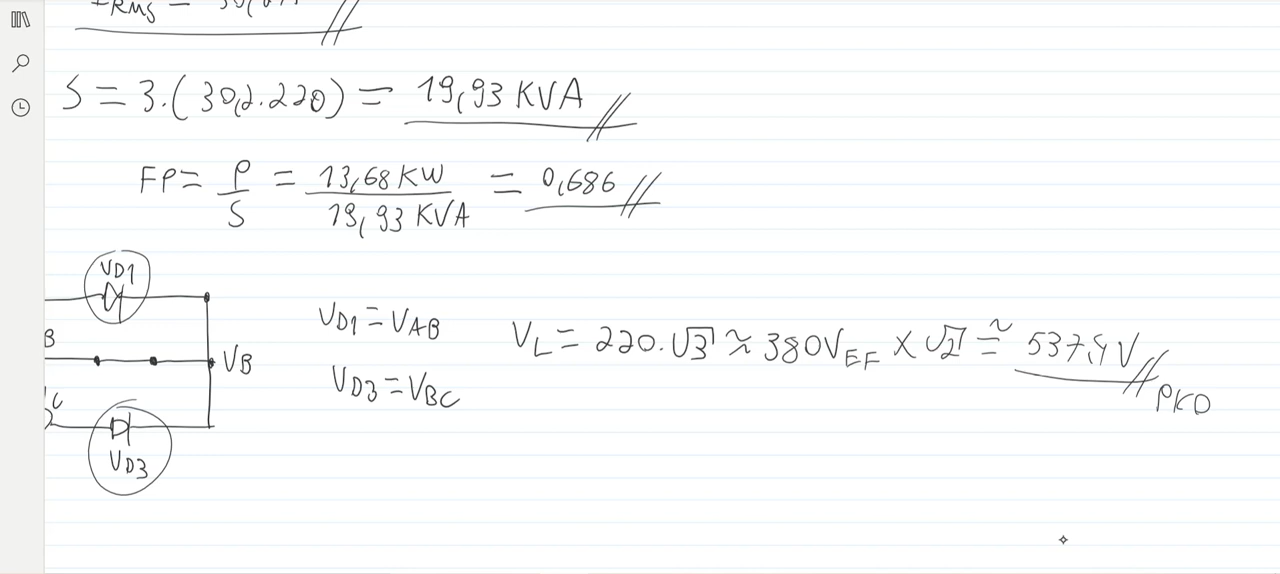 IRMS =
S = 3.(30,2.220) = 19,93 KVA
FP = P/S = 13,68 KW / 19,93 KVA = 0,686
VD1
VD1 = VAB
B
VB
VL = 220.√3 ≈ 380VEF X √2 ≅ 537,4V PKO
VD3 = VBC
C
VD3